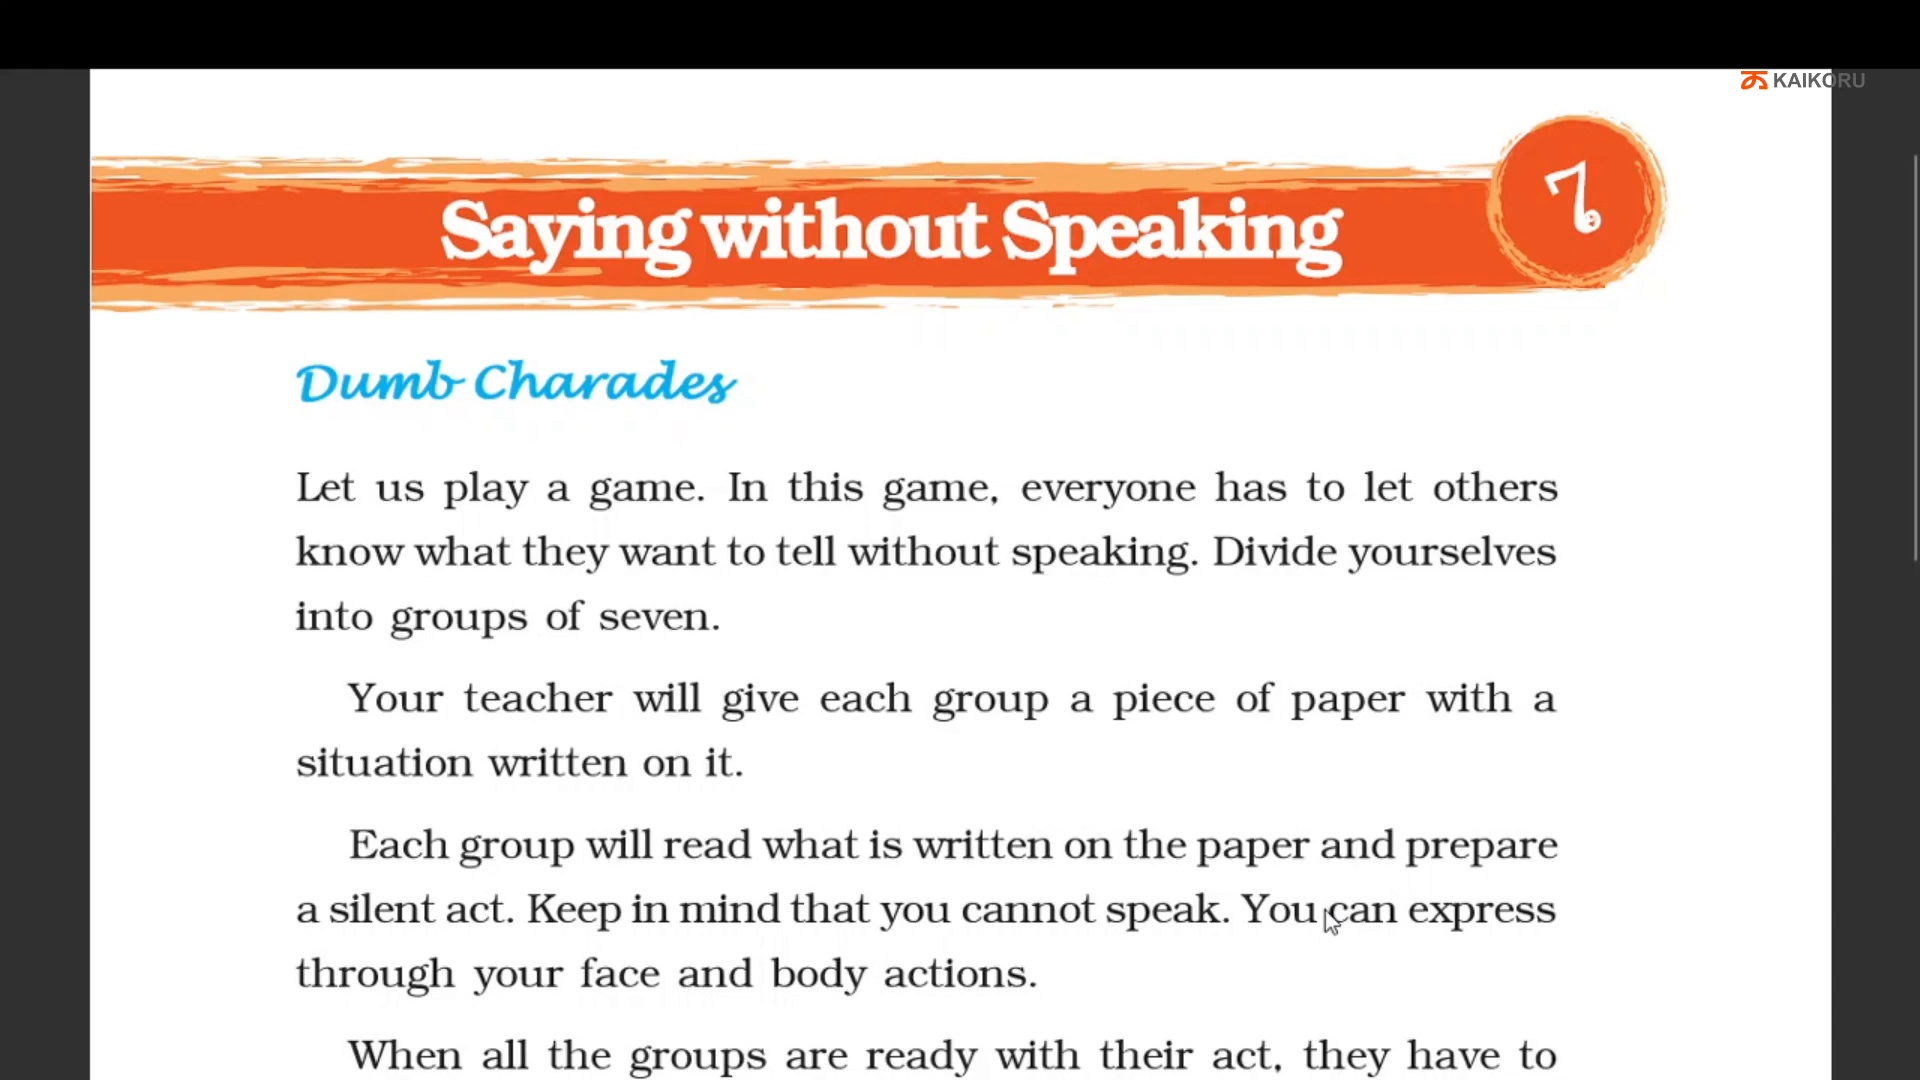 KAIKORU
7
Saying without Speaking
Dumb Charades
Let us play a game. In this game, everyone has to let others
know what they want to tell without speaking. Divide yourselves
into groups of seven.
Your teacher will give each group a piece of paper with a
situation written on it.
Each group will read what is written on the paper and prepare
a silent act. Keep in mind that you cannot speak. You can express
through your face and body actions.
When all the groups are ready with their act, they have to